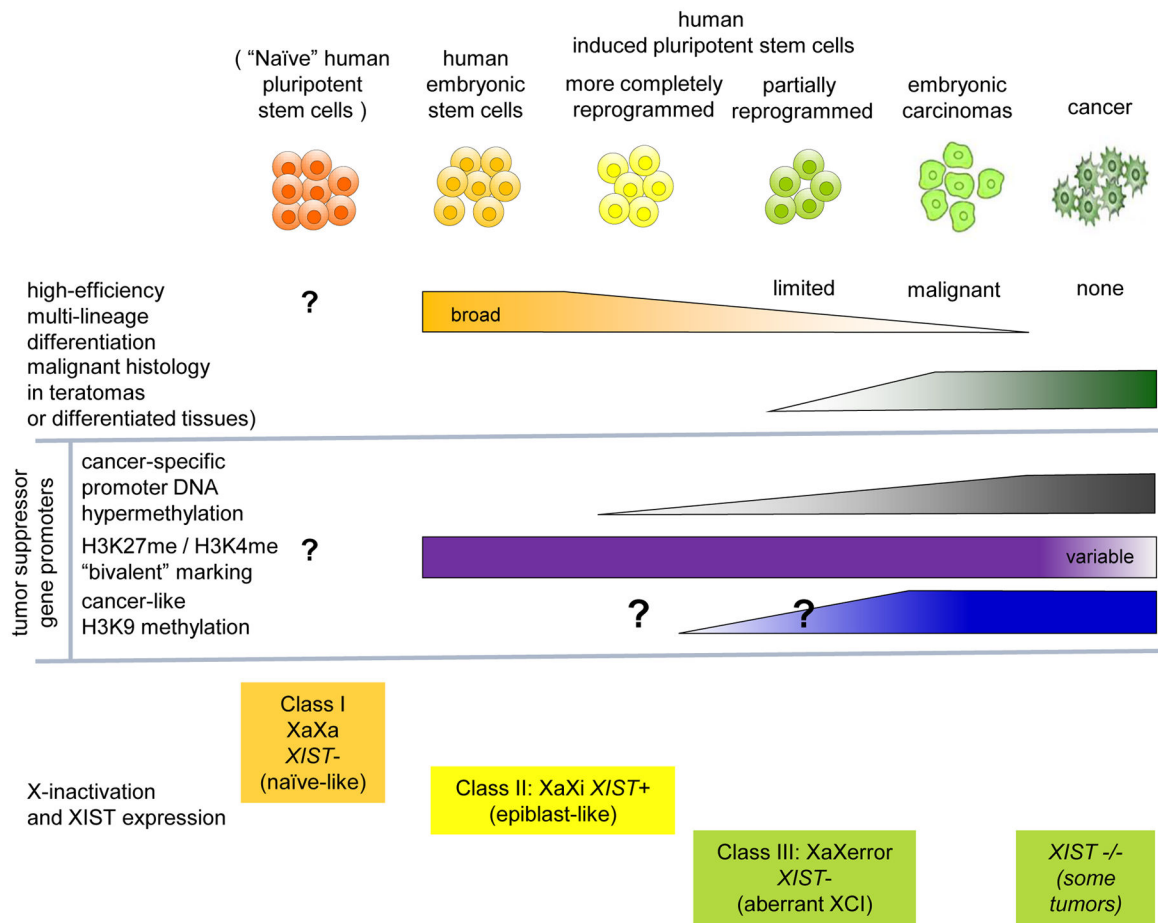 human
induced pluripotent stem cells
( “Naïve” human
pluripotent
stem cells )
human
embryonic
stem cells
more completely
reprogrammed
partially
reprogrammed
embryonic
carcinomas
cancer
high-efficiency
multi-lineage
differentiation
?
broad
limited
malignant
none
malignant histology
in teratomas
or differentiated tissues)
tumor suppressor
gene promoters
cancer-specific
promoter DNA
hypermethylation
H3K27me / H3K4me
“bivalent” marking
?
variable
cancer-like
H3K9 methylation
?
?
X-inactivation
and XIST expression
Class I
XaXa
XIST-
(naïve-like)
Class II: XaXi XIST+
(epiblast-like)
Class III: XaXerror
XIST-
(aberrant XCI)
XIST -/-
(some
tumors)